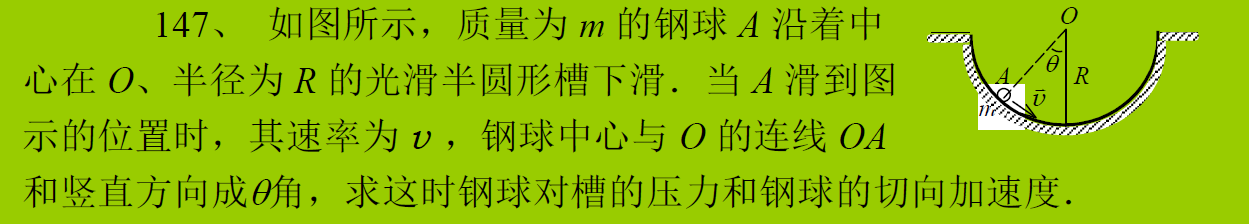 147、 如图所示，质量为 m 的钢球 A 沿着中
心在 O、半径为 R 的光滑半圆形槽下滑．当 A 滑到图
示的位置时，其速率为 υ ，钢球中心与 O 的连线 OA
和竖直方向成θ角，求这时钢球对槽的压力和钢球的切向加速度．
O
θ
A
R
m
υ⃗